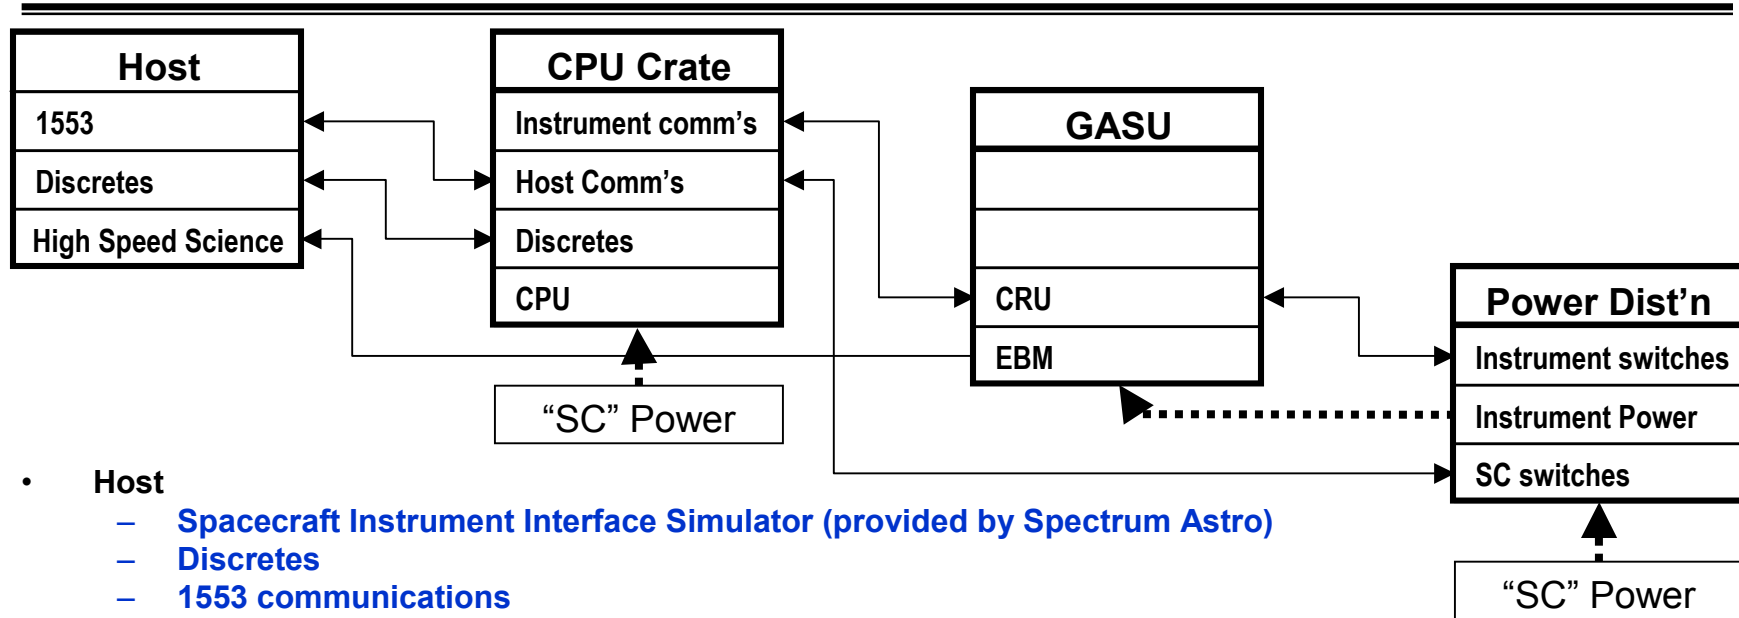 Host
1553
Discretes
High Speed Science
CPU Crate
Instrument comm's
Host Comm's
Discretes
CPU
“SC” Power
GASU
CRU
EBM
Power Dist’n
Instrument switches
Instrument Power
SC switches
“SC” Power
• Host
– Spacecraft Instrument Interface Simulator (provided by Spectrum Astro)
– Discretes
– 1553 communications